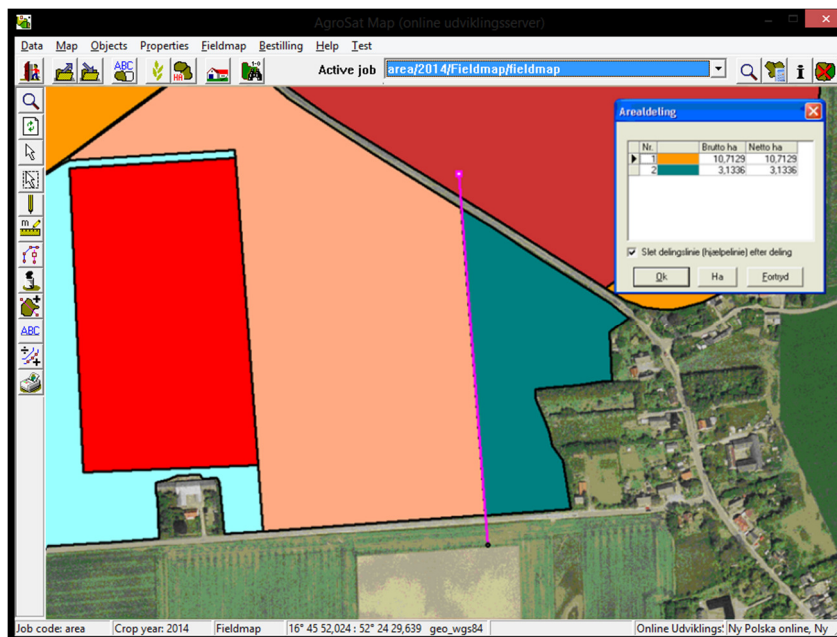 AgroSat Map (online udviklingsserver)
Data Map Objects Properties Fieldmap Bestilling Help Test
ABC HA 1-0 Active job area/2014/Fieldmap/fieldmap i
Arealdeling
Nr. Brutto ha Netto ha
1 10,7129 10,7129
2 3,1336 3,1336
Slet delingslinie (hjælpelinie) efter deling
Ok Ha Fortryd
m
ABC
Job code: area Crop year: 2014 Fieldmap 16° 45 52,024 : 52° 24 29,639 geo_wgs84 Online Udviklings! Ny Polska online, Ny